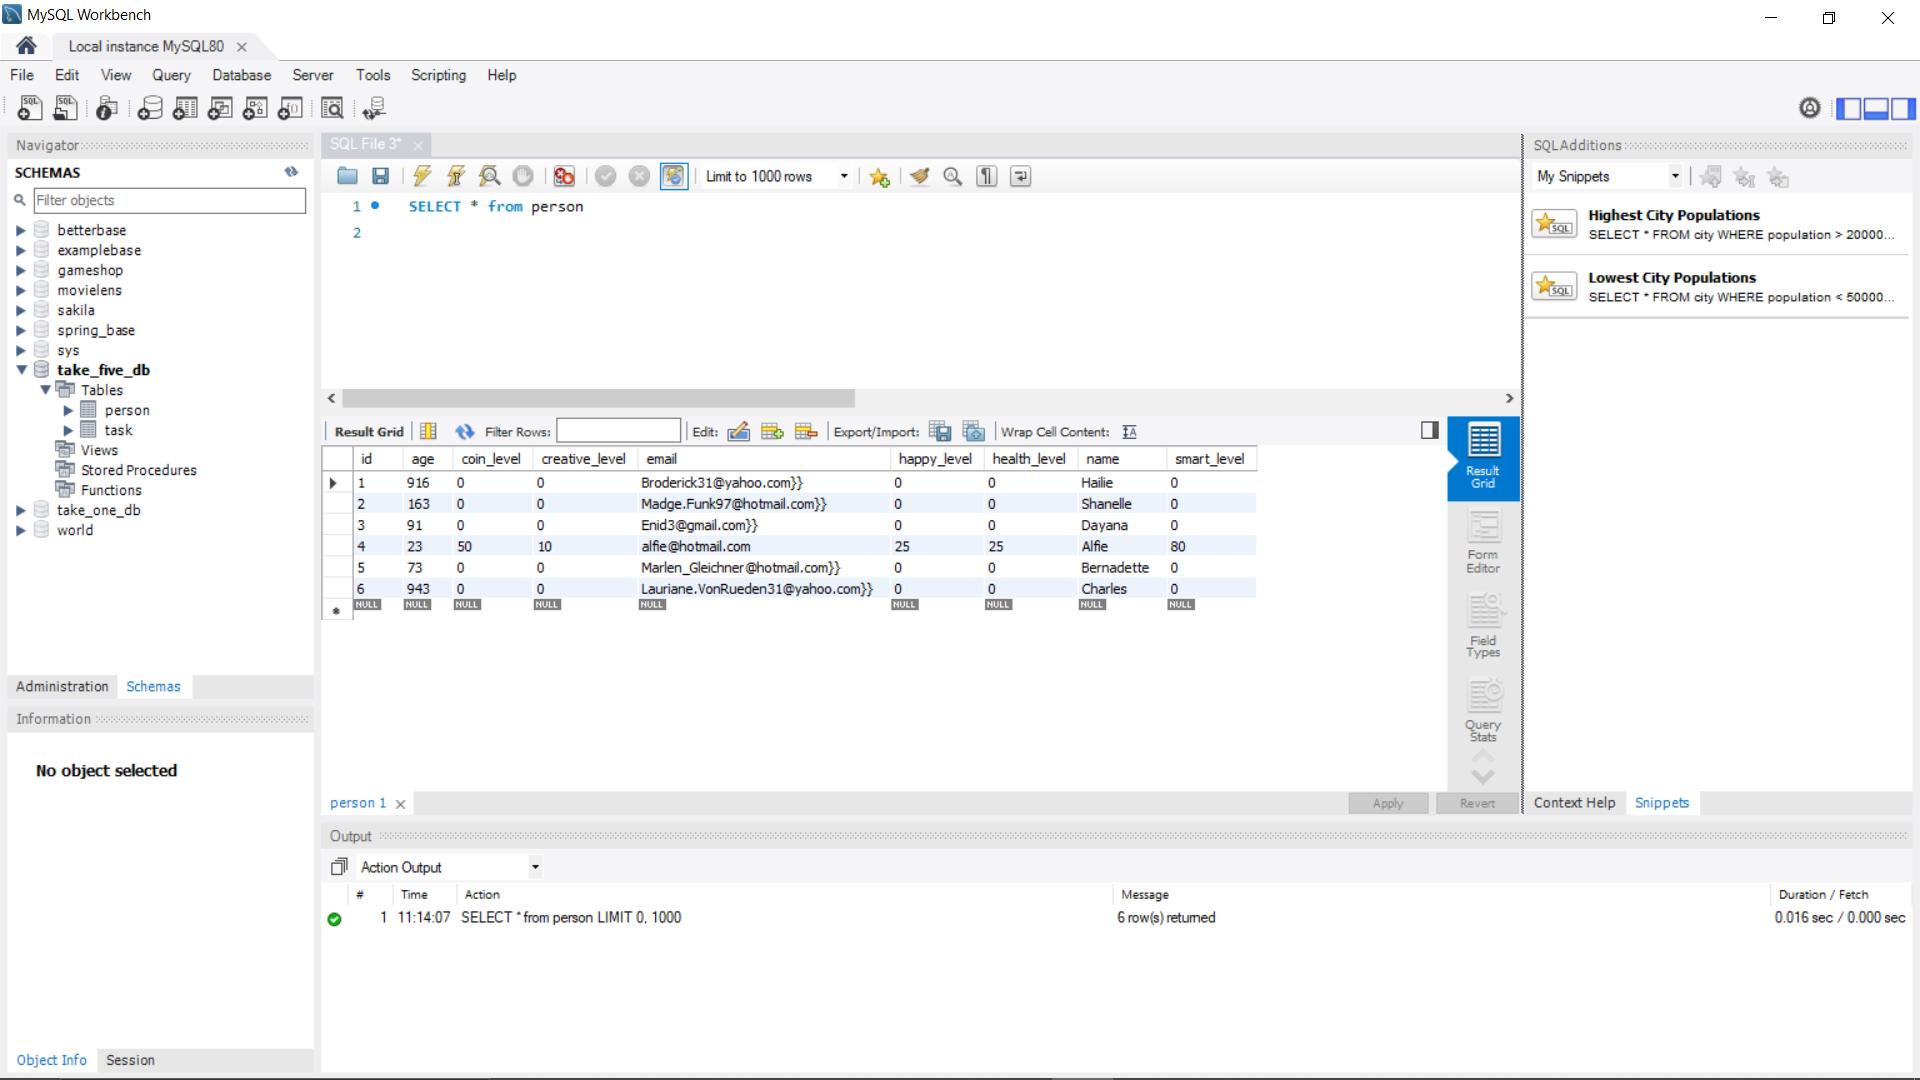 MySQL Workbench
Local instance MySQL80
File Edit View Query Database Server Tools Scripting Help
Navigator
SCHEMAS
Filter objects
betterbase
examplebase
gameshop
movielens
sakila
spring_base
sys
take_five_db
Tables
person
task
Views
Stored Procedures
Functions
take_one_db
world
Administration Schemas
Information
No object selected
Object Info Session
SQL File 3*
Limit to 1000 rows
1 SELECT * from person
2
Result Grid Filter Rows: Edit: Export/Import: Wrap Cell Content:
id age coin_level creative_level email happy_level health_level name smart_level
1 916 0 0 Broderick31@yahoo.com}} 0 0 Hailie 0
2 163 0 0 Madge.Funk97@hotmail.com}} 0 0 Shanelle 0
3 91 0 0 Enid3@gmail.com}} 0 0 Dayana 0
4 23 50 10 alfie@hotmail.com 25 25 Alfie 80
5 73 0 0 Marlen_Gleichner@hotmail.com}} 0 0 Bernadette 0
6 943 0 0 Lauriane.VonRueden31@yahoo.com}} 0 0 Charles 0
NULL NULL NULL NULL NULL NULL NULL NULL NULL
Result
Grid
Form
Editor
Field
Types
Query
Stats
person 1
Apply Revert
SQLAdditions
My Snippets
Highest City Populations
SELECT * FROM city WHERE population > 20000...
Lowest City Populations
SELECT * FROM city WHERE population < 50000...
Context Help Snippets
Output
Action Output
# Time Action Message Duration / Fetch
1 11:14:07 SELECT * from person LIMIT 0, 1000 6 row(s) returned 0.016 sec / 0.000 sec